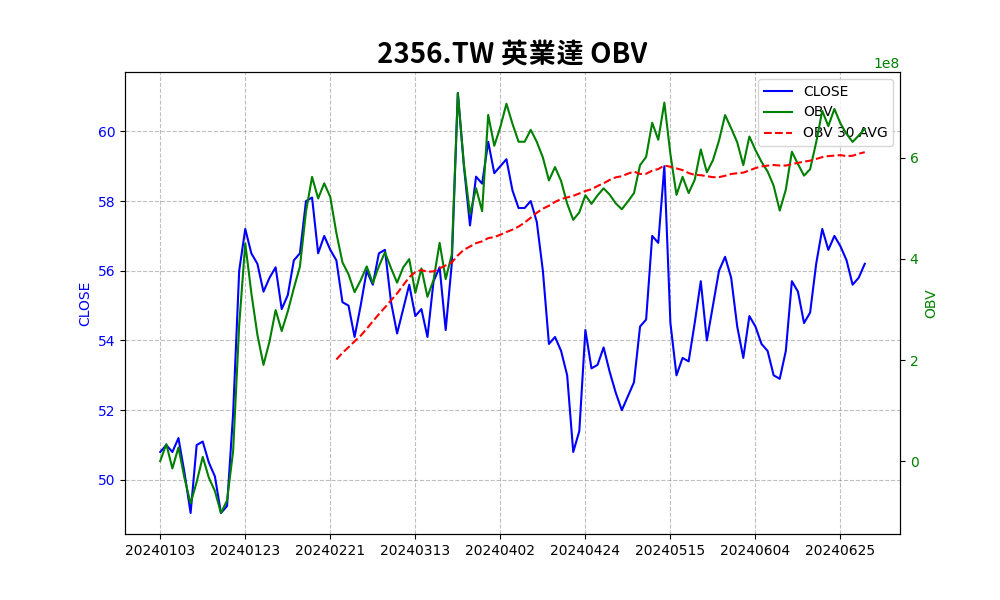 2356.TW 英業達 OBV
1e8
CLOSE
OBV
OBV 30 AVG
60
58
56
54
52
50
CLOSE
6
4
2
0
OBV
20240103 20240123 20240221 20240313 20240402 20240424 20240515 20240604 20240625